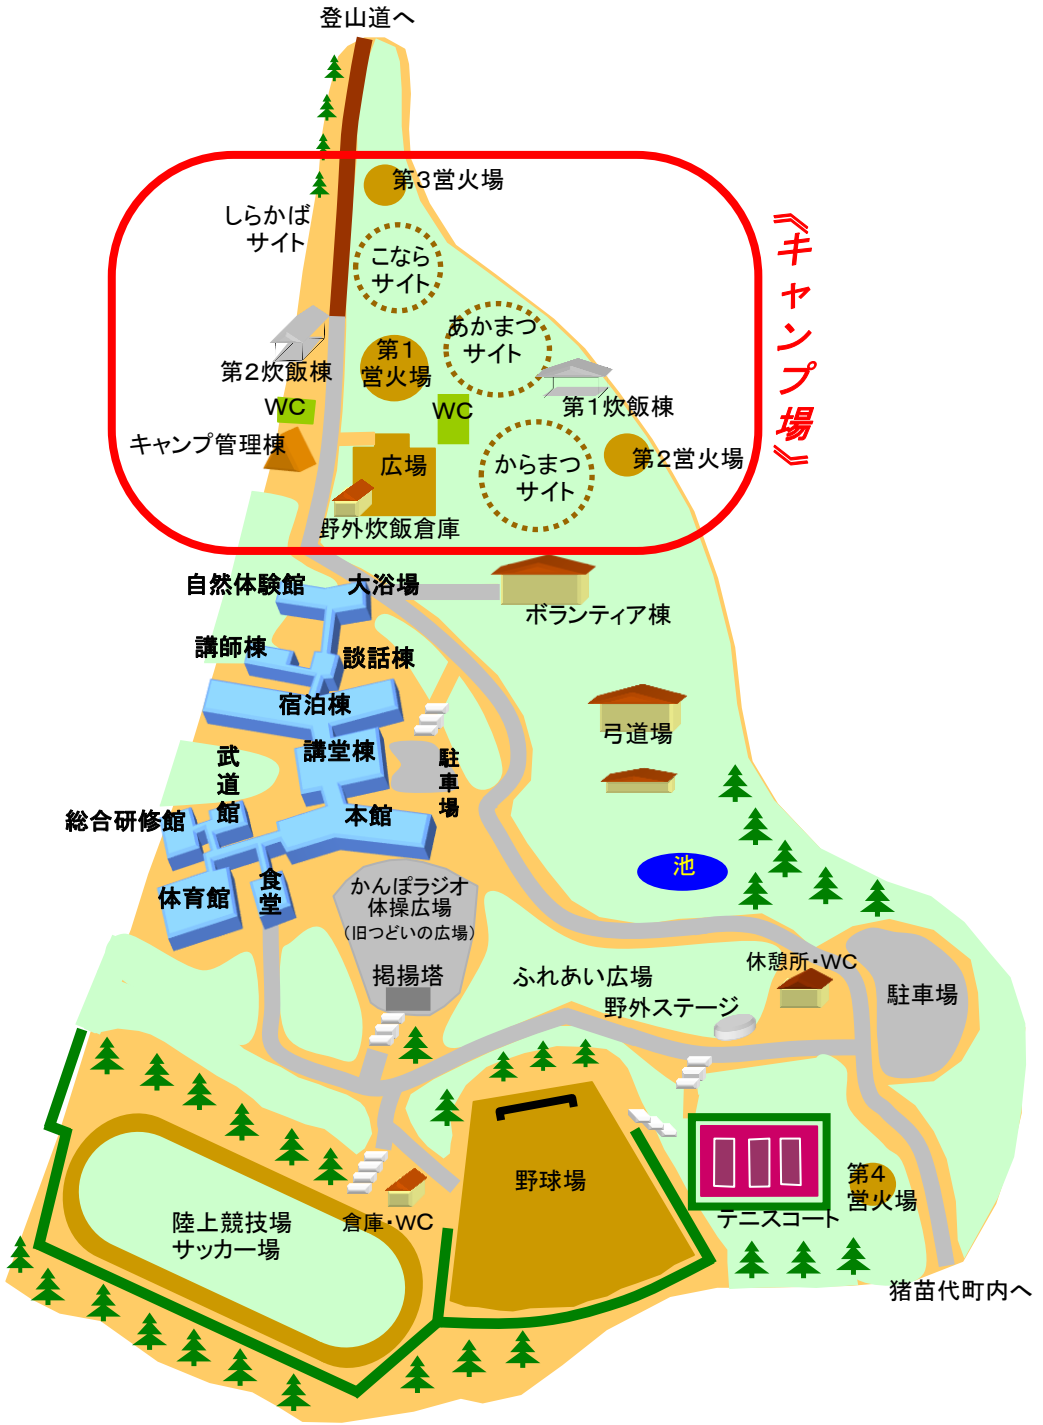 登山道へ
第3営火場
しらかば
サイト
こなら
サイト
あかまつ
サイト
第1
営火場
第2炊飯棟
WC
WC
第1炊飯棟
キャンプ管理棟
広場
からまつ
サイト
第2営火場
野外炊飯倉庫
《キャンプ場》
自然体験館
大浴場
ボランティア棟
講師棟
談話棟
宿泊棟
弓道場
講堂棟
駐車場
武道館
総合研修館
本館
池
体育館
食堂
かんぽラジオ
体操広場
(旧つどいの広場)
掲揚塔
ふれあい広場
野外ステージ
休憩所・WC
駐車場
野球場
第4
営火場
テニスコート
陸上競技場
サッカー場
倉庫・WC
猪苗代町内へ